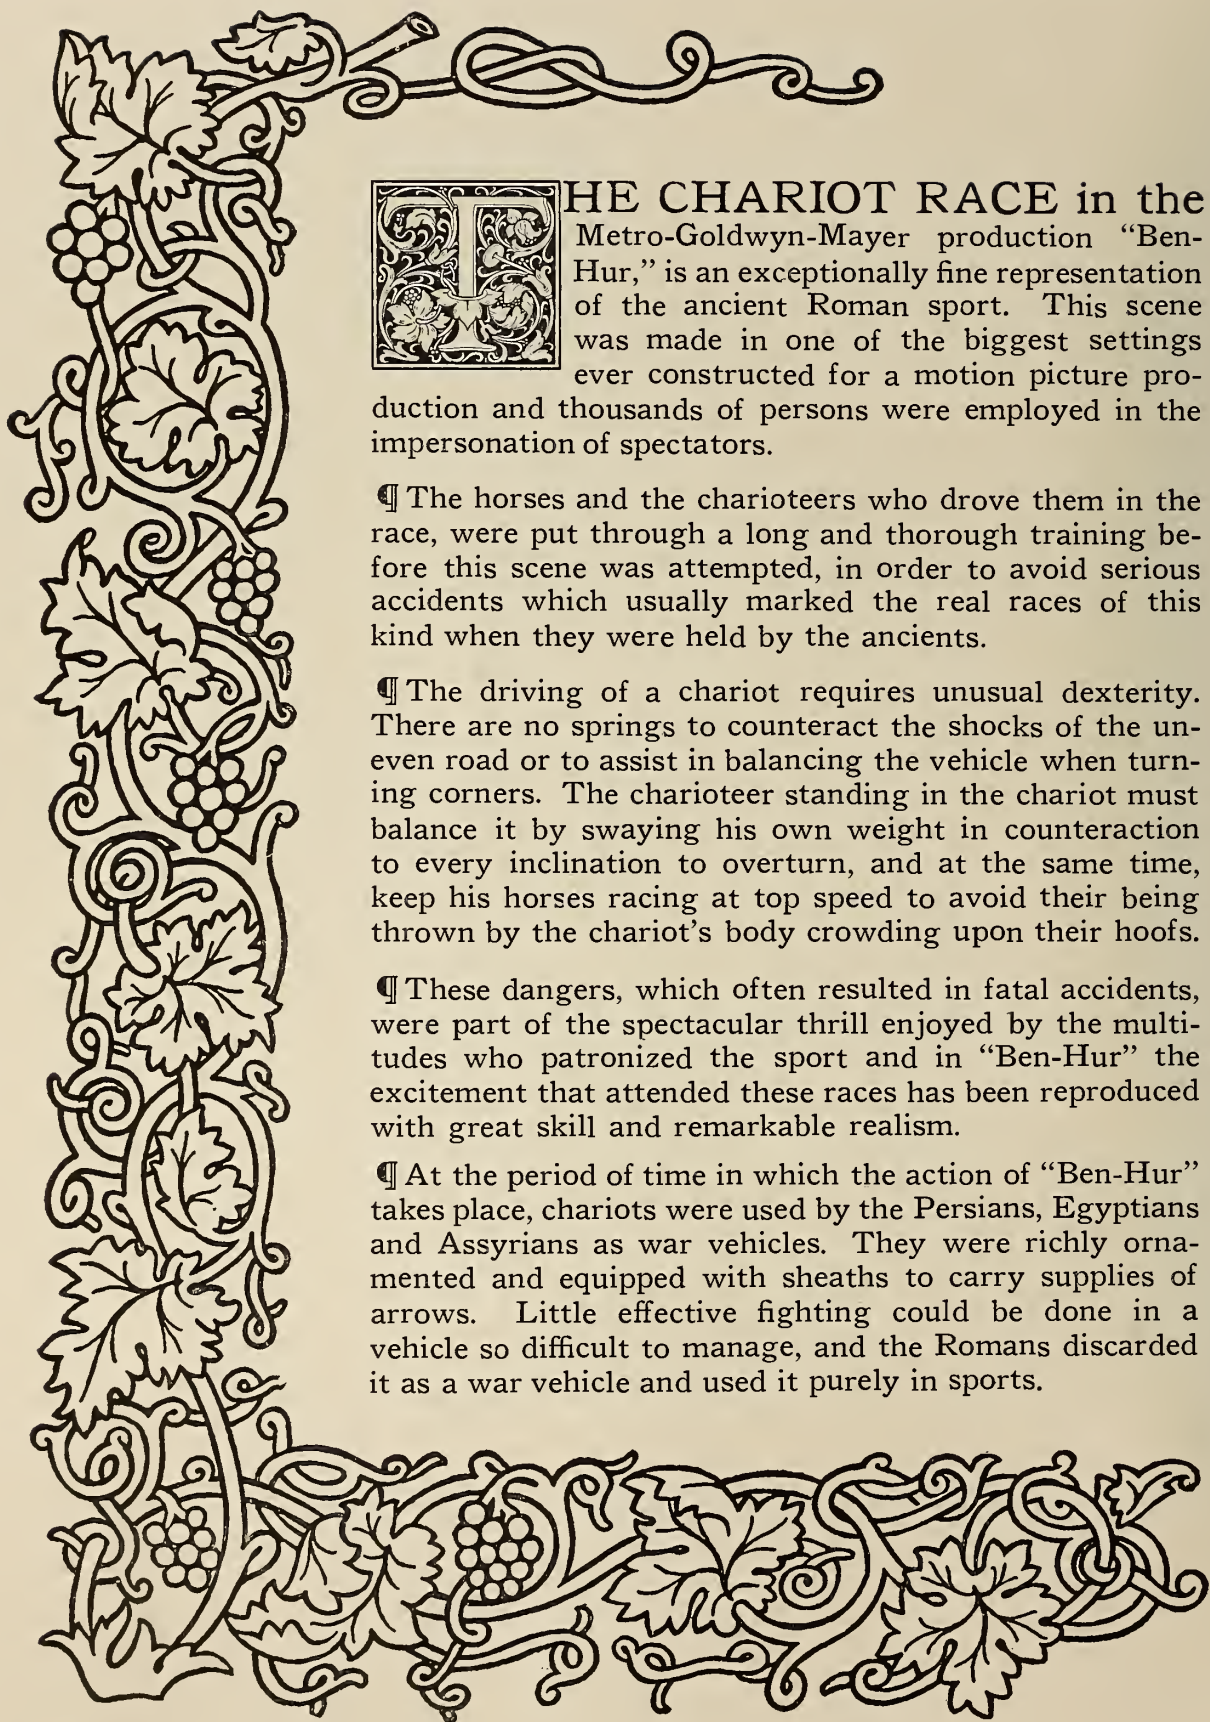 THE CHARIOT RACE in the
Metro-Goldwyn-Mayer production “Ben-
Hur,” is an exceptionally fine representation
of the ancient Roman sport. This scene
was made in one of the biggest settings
ever constructed for a motion picture pro-
duction and thousands of persons were employed in the
impersonation of spectators.
¶ The horses and the charioteers who drove them in the
race, were put through a long and thorough training be-
fore this scene was attempted, in order to avoid serious
accidents which usually marked the real races of this
kind when they were held by the ancients.
¶ The driving of a chariot requires unusual dexterity.
There are no springs to counteract the shocks of the un-
even road or to assist in balancing the vehicle when turn-
ing corners. The charioteer standing in the chariot must
balance it by swaying his own weight in counteraction
to every inclination to overturn, and at the same time,
keep his horses racing at top speed to avoid their being
thrown by the chariot’s body crowding upon their hoofs.
¶ These dangers, which often resulted in fatal accidents,
were part of the spectacular thrill enjoyed by the multi-
tudes who patronized the sport and in “Ben-Hur” the
excitement that attended these races has been reproduced
with great skill and remarkable realism.
¶ At the period of time in which the action of “Ben-Hur”
takes place, chariots were used by the Persians, Egyptians
and Assyrians as war vehicles. They were richly orna-
mented and equipped with sheaths to carry supplies of
arrows. Little effective fighting could be done in a
vehicle so difficult to manage, and the Romans discarded
it as a war vehicle and used it purely in sports.